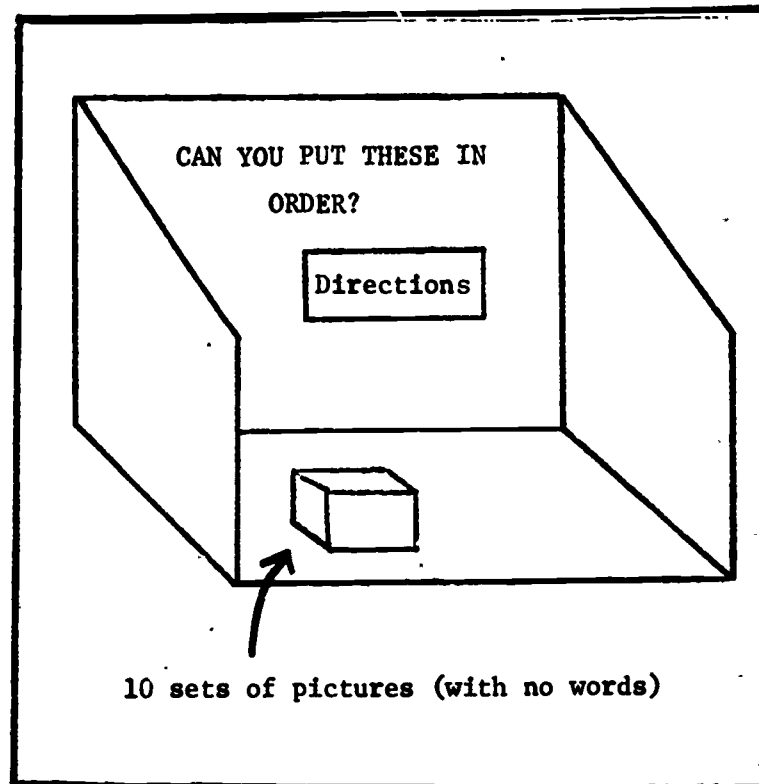 CAN YOU PUT THESE IN
ORDER?
Directions
10 sets of pictures (with no words)